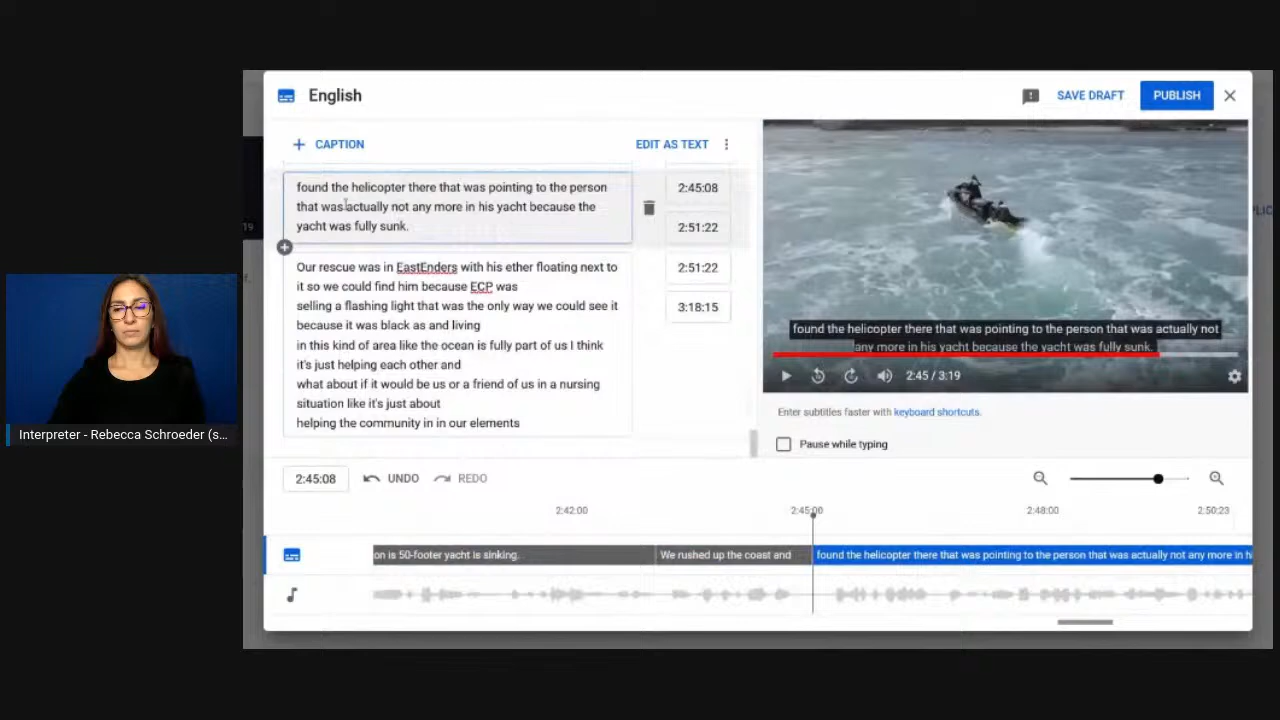 English
SAVE DRAFT
PUBLISH
CAPTION
EDIT AS TEXT
found the helicopter there that was pointing to the person
that was actually not any more in his yacht because the
yacht was fully sunk.
2:45:08
2:51:22
19
Our rescue was in EastEnders with his ether floating next to
it so we could find him because ECP was
selling a flashing light that was the only way we could see it
because it was black as and living
in this kind of area like the ocean is fully part of us I think
it's just helping each other and
what about if it would be us or a friend of us in a nursing
situation like it's just about
helping the community in in our elements
2:51:22
3:18:15
found the helicopter there that was pointing to the person that was actually not
any more in his yacht because the yacht was fully sunk.
2:45 / 3:19
Enter subtitles faster with keyboard shortcuts.
Pause while typing
Interpreter - Rebecca Schroeder (s...
2:45:08
UNDO
REDO
2:42:00
2:45:00
2:48:00
2:50:23
on is 50-footer yacht is sinking.
We rushed up the coast and
found the helicopter there that was pointing to the person that was actually not any more in hi